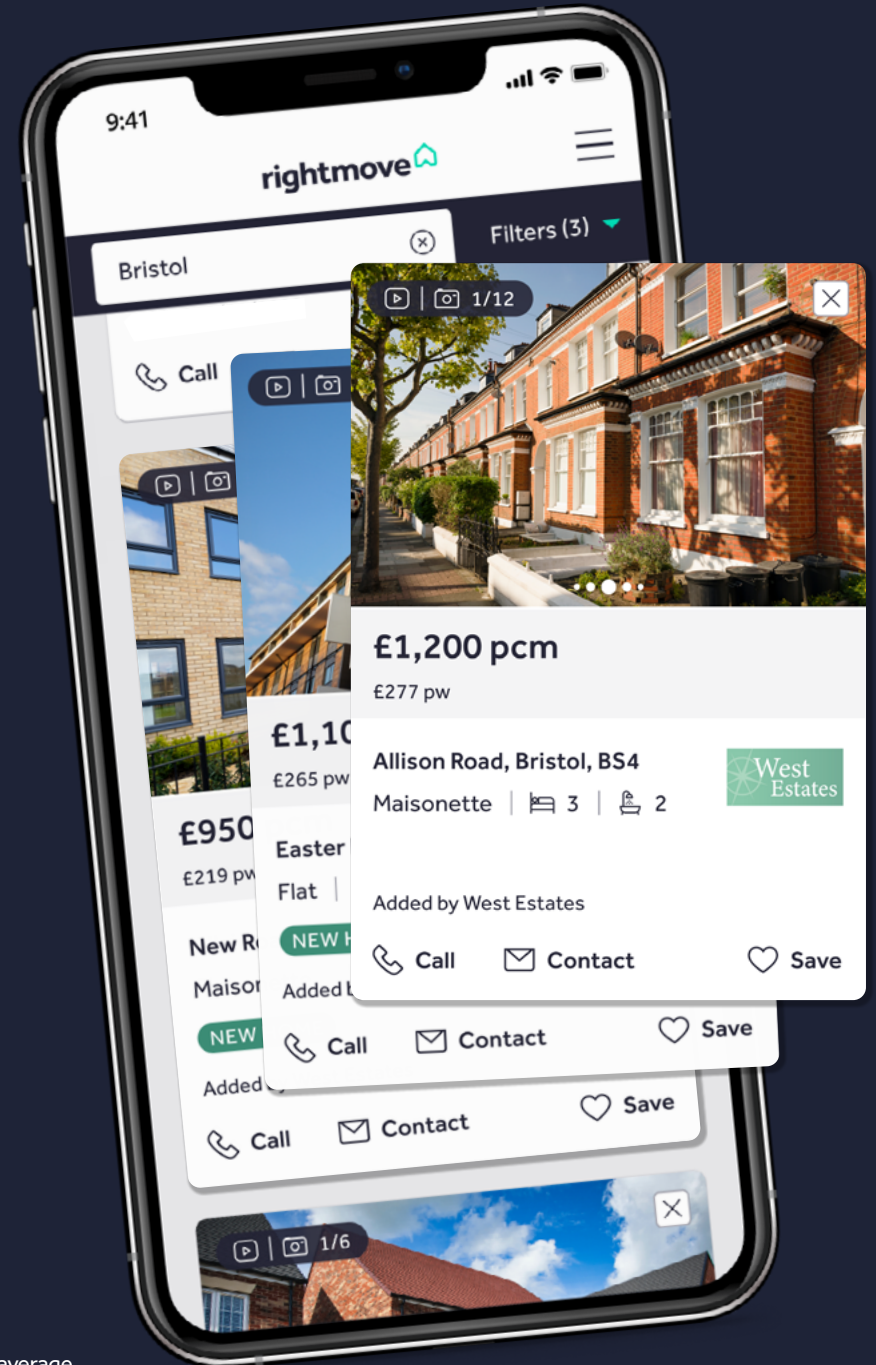 9:41
rightmove
Bristol
Filters (3)
Call
1/12
£1,200 pcm
£277 pw
Allison Road, Bristol, BS4
Maisonette | 3 | 2
West
Estates
Added by West Estates
Call Contact Save
£1,10
£265 pw
Easter
Flat
NEW
Added
Call Contact Save
£950
£219 pw
New
NEW
Added
Call Contact Save
1/6
average